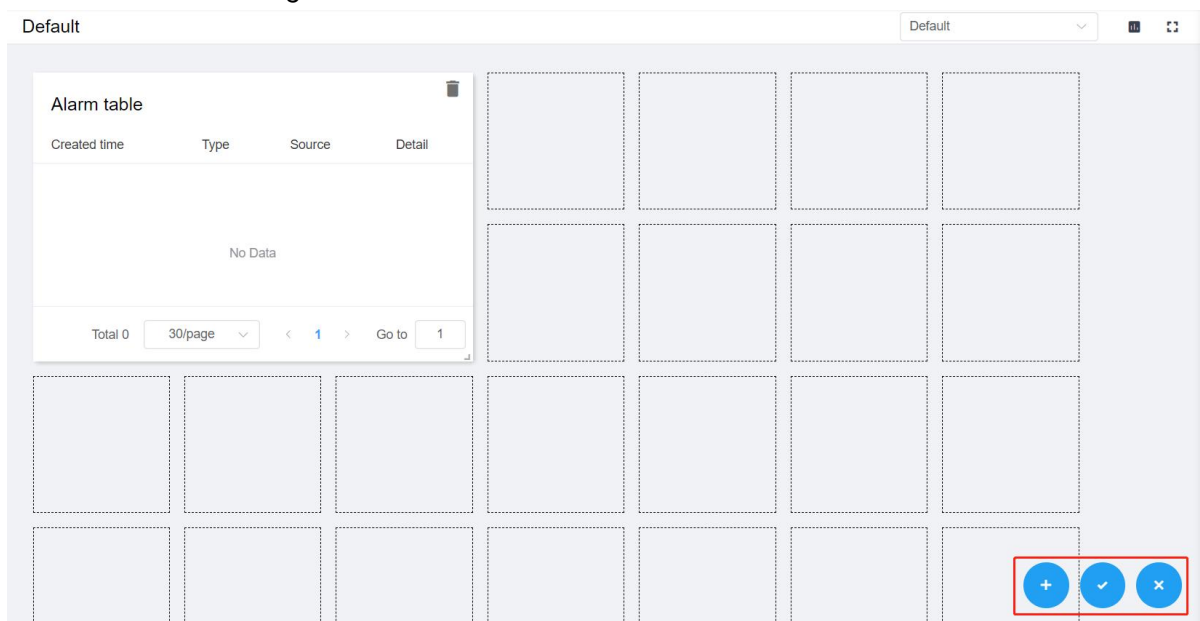 Default Default
Alarm table
Created time Type Source Detail
No Data
Total 0 30/page < 1 > Go to 1